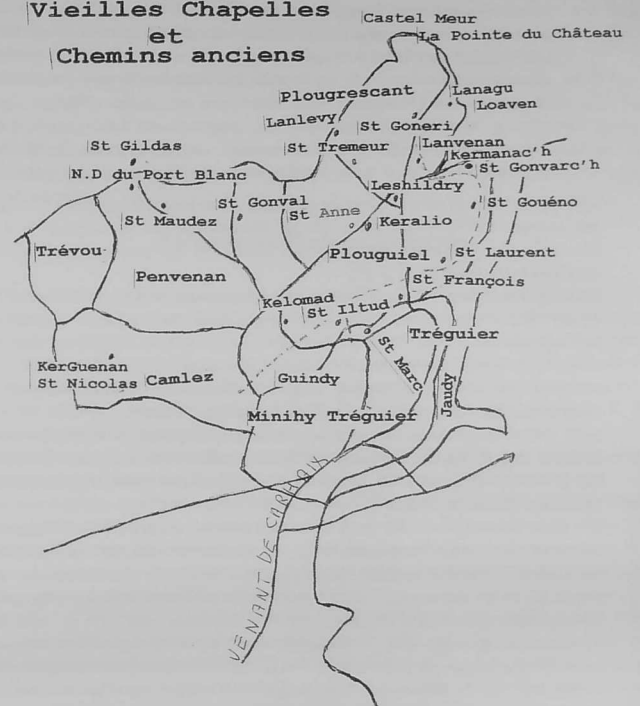 Vieilles Chapelles
et
Chemins anciens
Castel Meur
La Pointe du Château
Plougrescant
Lanagu
Loaven
Lanlevy
St Goneri
St Gildas
St Tremeur
Lanvenan
Kermanac'h
St Gonvarc'h
N.D du Port Blanc
Leshildry
St Gonval
St Anne
St Gouéno
St Maudez
Keralio
Trévou
Plouguiel
St Laurent
Penvenan
St François
Kelomad
St Iltud
Tréguier
St Marc
KerGuenan
St Nicolas
Camlez
Guindy
Jaudy
Minihy Tréguier
VENANT DE CARHAIX